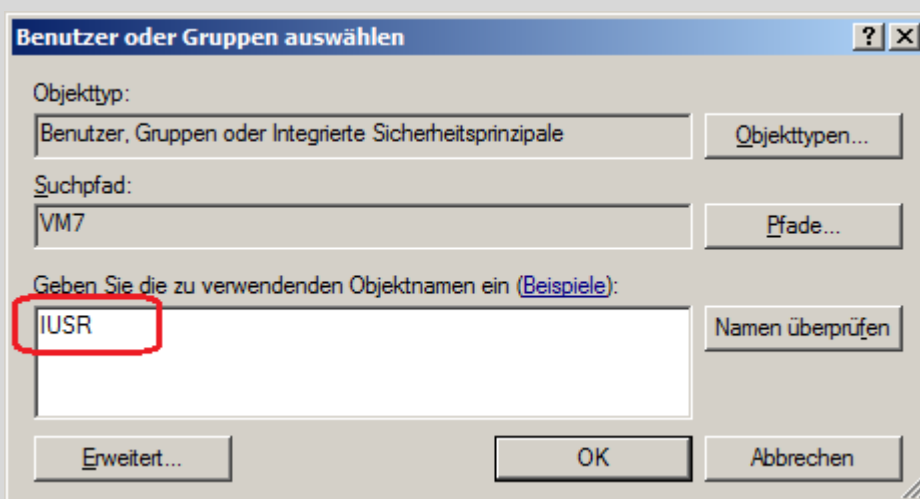 Benutzer oder Gruppen auswählen
Objekttyp:
Benutzer, Gruppen oder Integrierte Sicherheitsprinzipale
Objekttypen...
Suchpfad:
VM7
Pfade...
Geben Sie die zu verwendenden Objektnamen ein (Beispiele):
IUSR
Namen überprüfen
Erweitert...
OK
Abbrechen